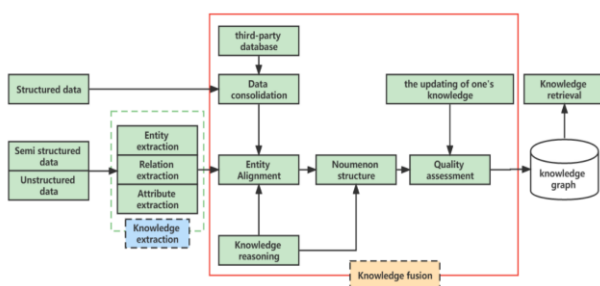 third-party
database
Structured data
Data
consolidation
the updating of one's
knowledge
Knowledge
retrieval
Semi structured
data
Unstructured
data
Entity
extraction
Relation
extraction
Attribute
extraction
Knowledge
extraction
Entity
Alignment
Noumenon
structure
Quality
assessment
knowledge
graph
Knowledge
reasoning
Knowledge fusion